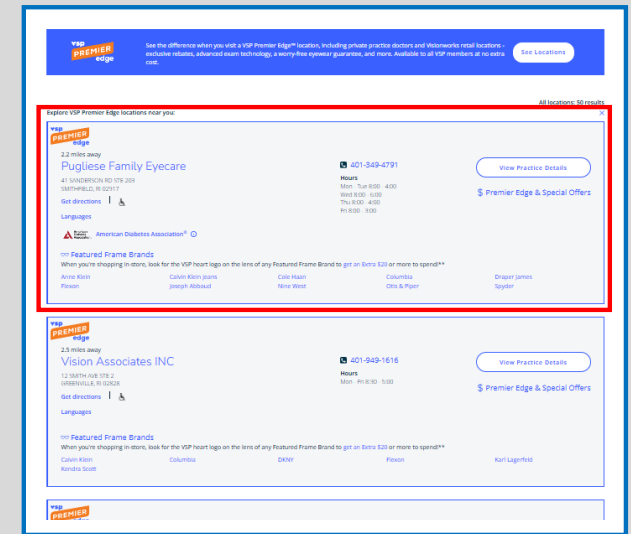 vsp
PREMIER
edge
See the difference when you visit a VSP Premier Edge™ location, including private practice doctors and Visionworks retail locations -
exclusive rebates, advanced exam technology, a worry-free eyewear guarantee, and more. Available to all VSP members at no extra
cost.
See Locations
All locations: 50 results
Explore VSP Premier Edge locations near you:
vsp
PREMIER
edge
2.2 miles away
Pugliese Family Eyecare
41 SANDERSON RD STE 203
SMITHFIELD, RI 02917
Get directions |
Languages
American Diabetes Association®
401-349-4791
Hours
Mon - Tue 8:00 - 4:00
Wed 8:00 - 6:00
Thu 8:00 - 4:00
Fri 8:00 - 3:00
View Practice Details
$ Premier Edge & Special Offers
Featured Frame Brands
When you're shopping in-store, look for the VSP heart logo on the lens of any Featured Frame Brand to get an Extra $20 or more to spend!**
Anne Klein Calvin Klein Jeans Cole Haan Columbia Draper James
Flexon Joseph Abboud Nine West Otis & Piper Spyder
vsp
PREMIER
edge
2.5 miles away
Vision Associates INC
12 SMITH AVE STE 2
GREENVILLE, RI 02828
Get directions |
Languages
401-949-1616
Hours
Mon - Fri 8:30 - 5:00
View Practice Details
$ Premier Edge & Special Offers
Featured Frame Brands
When you're shopping in-store, look for the VSP heart logo on the lens of any Featured Frame Brand to get an Extra $20 or more to spend!**
Calvin Klein Columbia DKNY Flexon Karl Lagerfeld
Kendra Scott
vsp
PREMIER